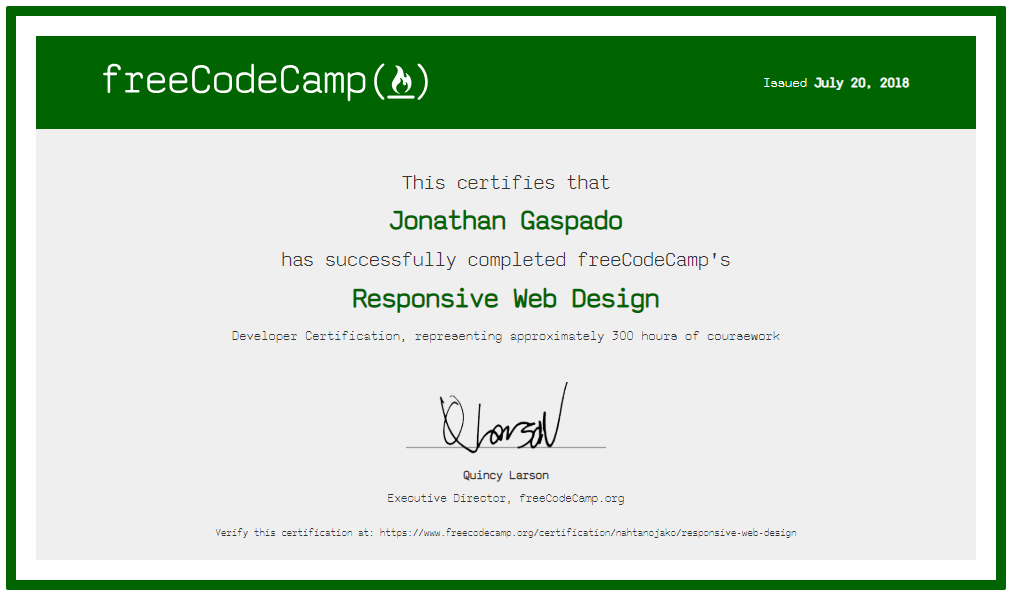 freeCodeCamp(🔥)
Issued July 20, 2018
This certifies that
Jonathan Gaspado
has successfully completed freeCodeCamp's
Responsive Web Design
Developer Certification, representing approximately 300 hours of coursework
Q Larson
Quincy Larson
Executive Director, freeCodeCamp.org
Verify this certification at: https://www.freecodecamp.org/certification/nahtanojako/responsive-web-design